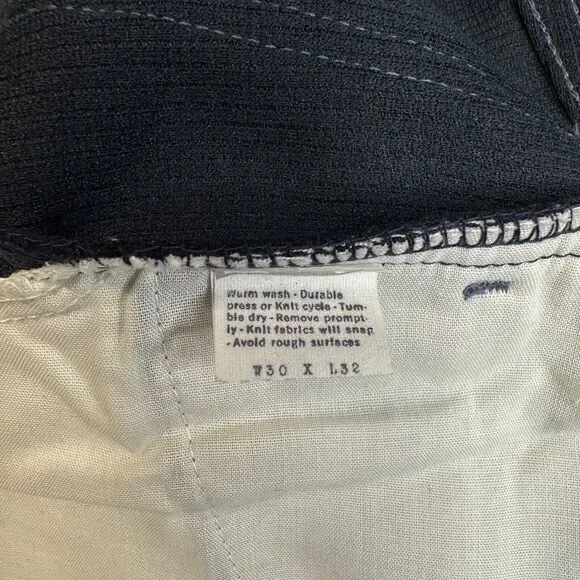 Wurm wash - Durable
press or Knit cycle - Tum-
ble dry - Remove prompt-
ly - Knit fabrics will snag
- Avoid rough surfaces
W30 X L32